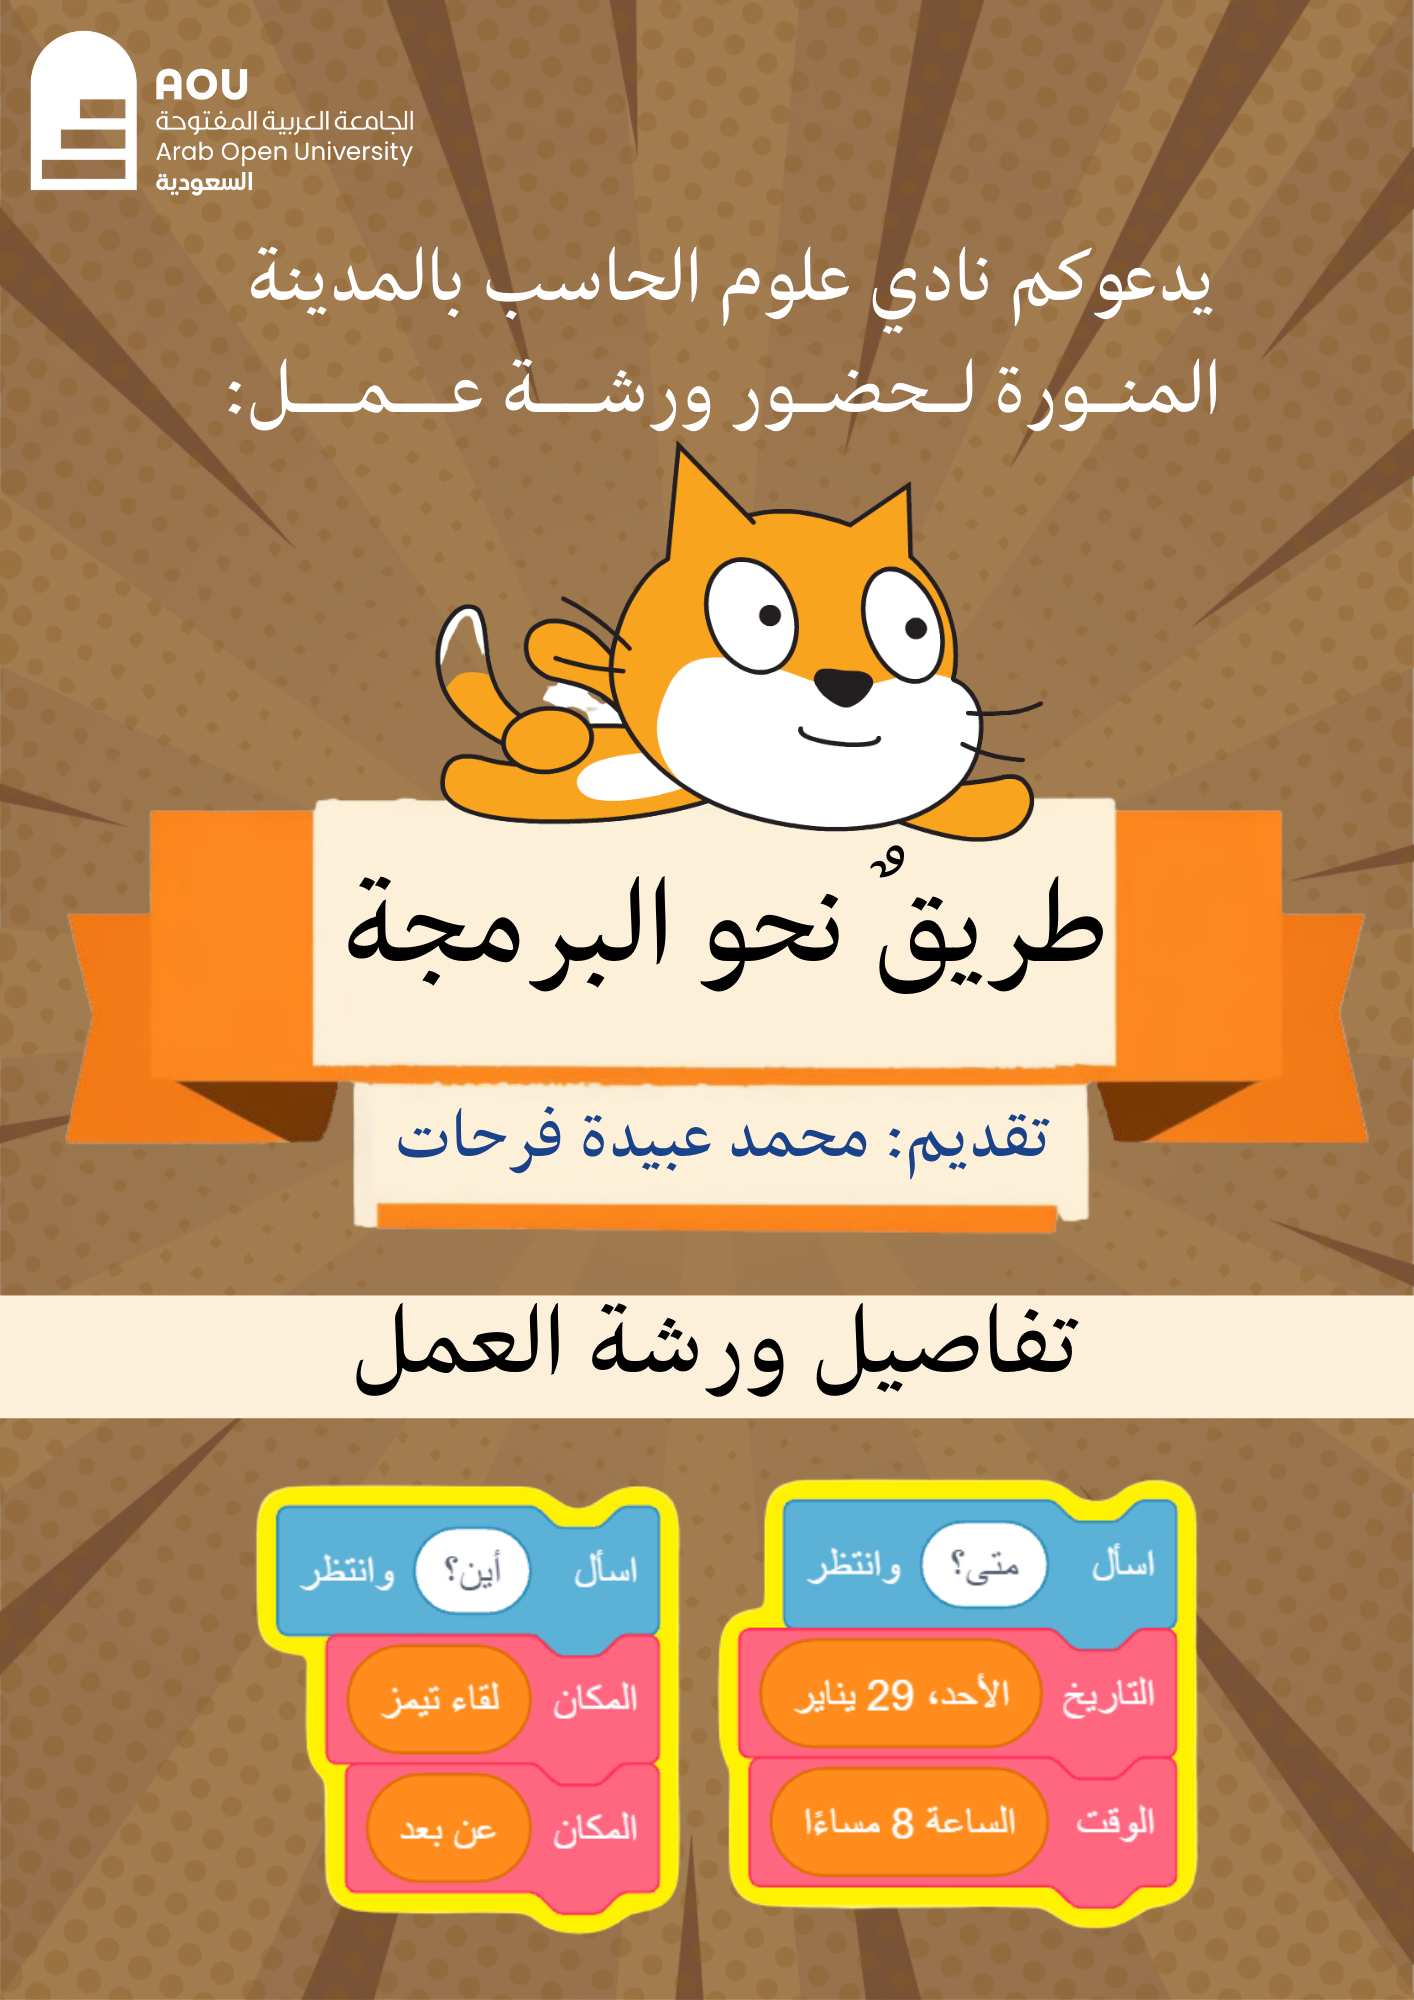 AOU
الجامعة العربية المفتوحة
Arab Open University
السعودية
يدعوكم نادي علوم الحاسب بالمدينة
المنـورة لـحضـور ورشــة عـــمــــل:
طريقٌ نحو البرمجة
تقديم: محمد عبيدة فرحات
تفاصيل ورشة العمل
اسأل متى؟ وانتظر
التاريخ الأحد، 29 يناير
الوقت الساعة 8 مساءًا
اسأل أين؟ وانتظر
المكان لقاء تيمز
المكان عن بعد